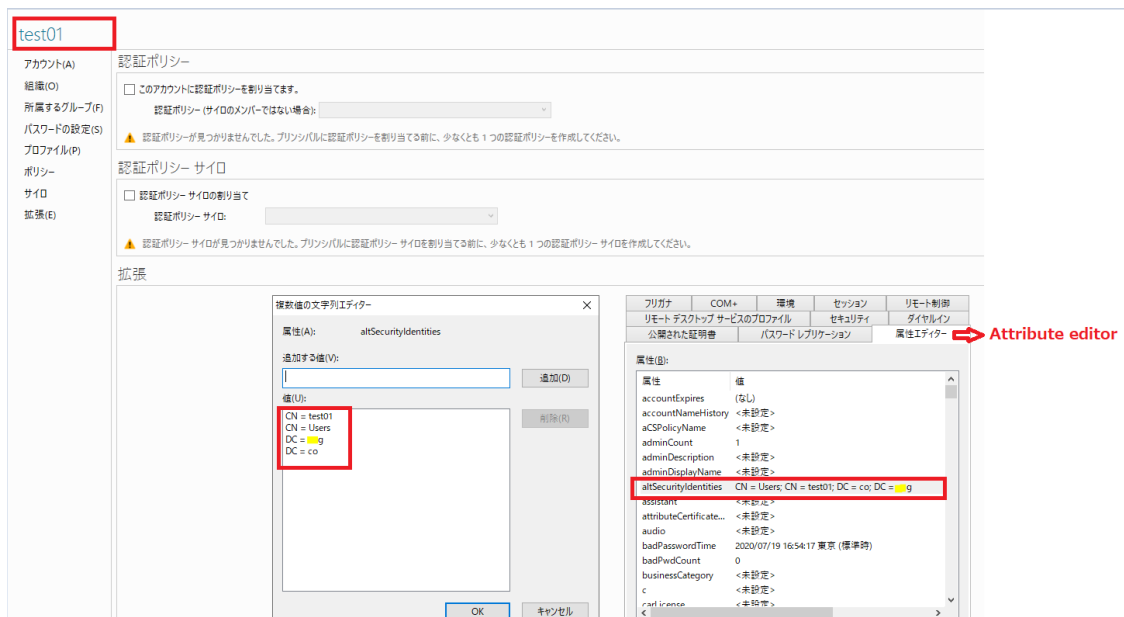 test01
アカウント(A)
組織(O)
所属するグループ(F)
パスワードの設定(S)
プロファイル(P)
ポリシー
サイロ
拡張(E)
認証ポリシー
このアカウントに認証ポリシーを割り当てます。
認証ポリシー (サイロのメンバーではない場合):
認証ポリシーが見つかりませんでした。プリンシパルに認証ポリシーを割り当てる前に、少なくとも 1 つの認証ポリシーを作成してください。
認証ポリシー サイロ
認証ポリシー サイロの割り当て
認証ポリシー サイロ:
認証ポリシー サイロが見つかりませんでした。プリンシパルに認証ポリシー サイロを割り当てる前に、少なくとも 1 つの認証ポリシー サイロを作成してください。
拡張
複数値の文字列エディター
属性(A): altSecurityIdentities
追加する値(V):
追加(D)
値(U):
CN = test01
CN = Users
DC = g
DC = co
削除(R)
OK キャンセル
フリガナ COM+ 環境 セッション リモート制御
リモート デスクトップ サービスのプロファイル セキュリティ ダイヤルイン
公開された証明書 パスワード レプリケーション 属性エディター
Attribute editor
属性(B):
属性 値
accountExpires (なし)
accountNameHistory <未設定>
aCSPolicyName <未設定>
adminCount 1
adminDescription <未設定>
adminDisplayName <未設定>
altSecurityIdentities CN = Users; CN = test01; DC = co; DC = g
assistant <未設定>
attributeCertificate... <未設定>
audio <未設定>
badPasswordTime 2020/07/19 16:54:17 東京 (標準時)
badPwdCount 0
businessCategory <未設定>
c <未設定>
carLicense <未設定>